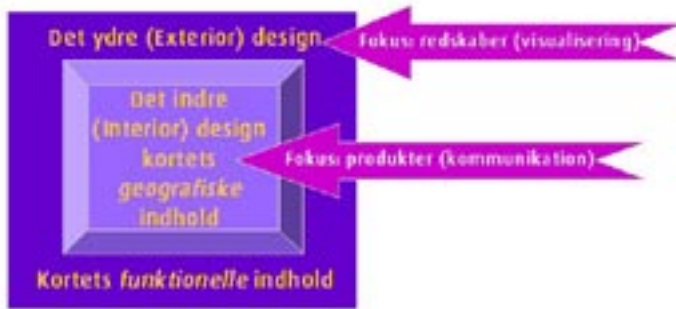 Det ydre (Exterior) design
Fokus: redskaber (visualisering)
Det indre
(Interior) design
kortets
geografiske
indhold
Fokus: produkter (kommunikation)
Kortets funktionelle indhold